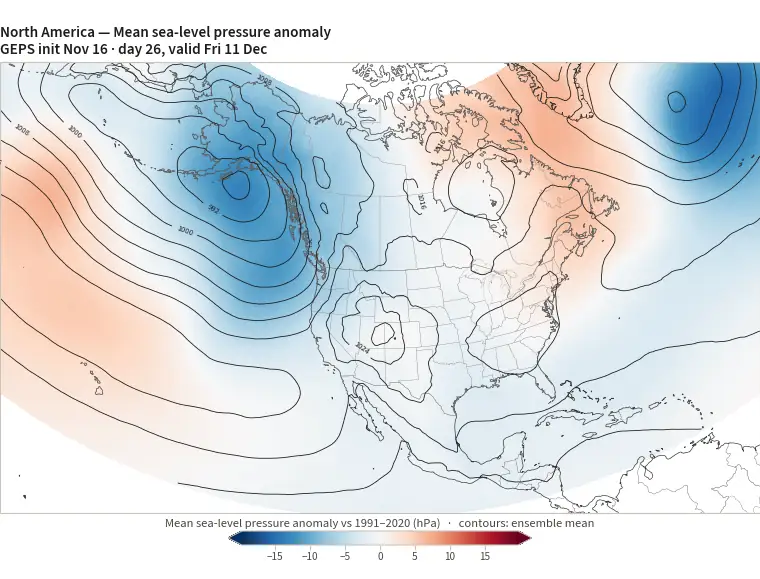 North America — Mean sea-level pressure anomaly
GEPS init Nov 16 · day 26, valid Fri 11 Dec
1008
1008
1000
1016
992
1000
1024
Mean sea-level pressure anomaly vs 1991–2020 (hPa) · contours: ensemble mean
−15 −10 −5 0 5 10 15